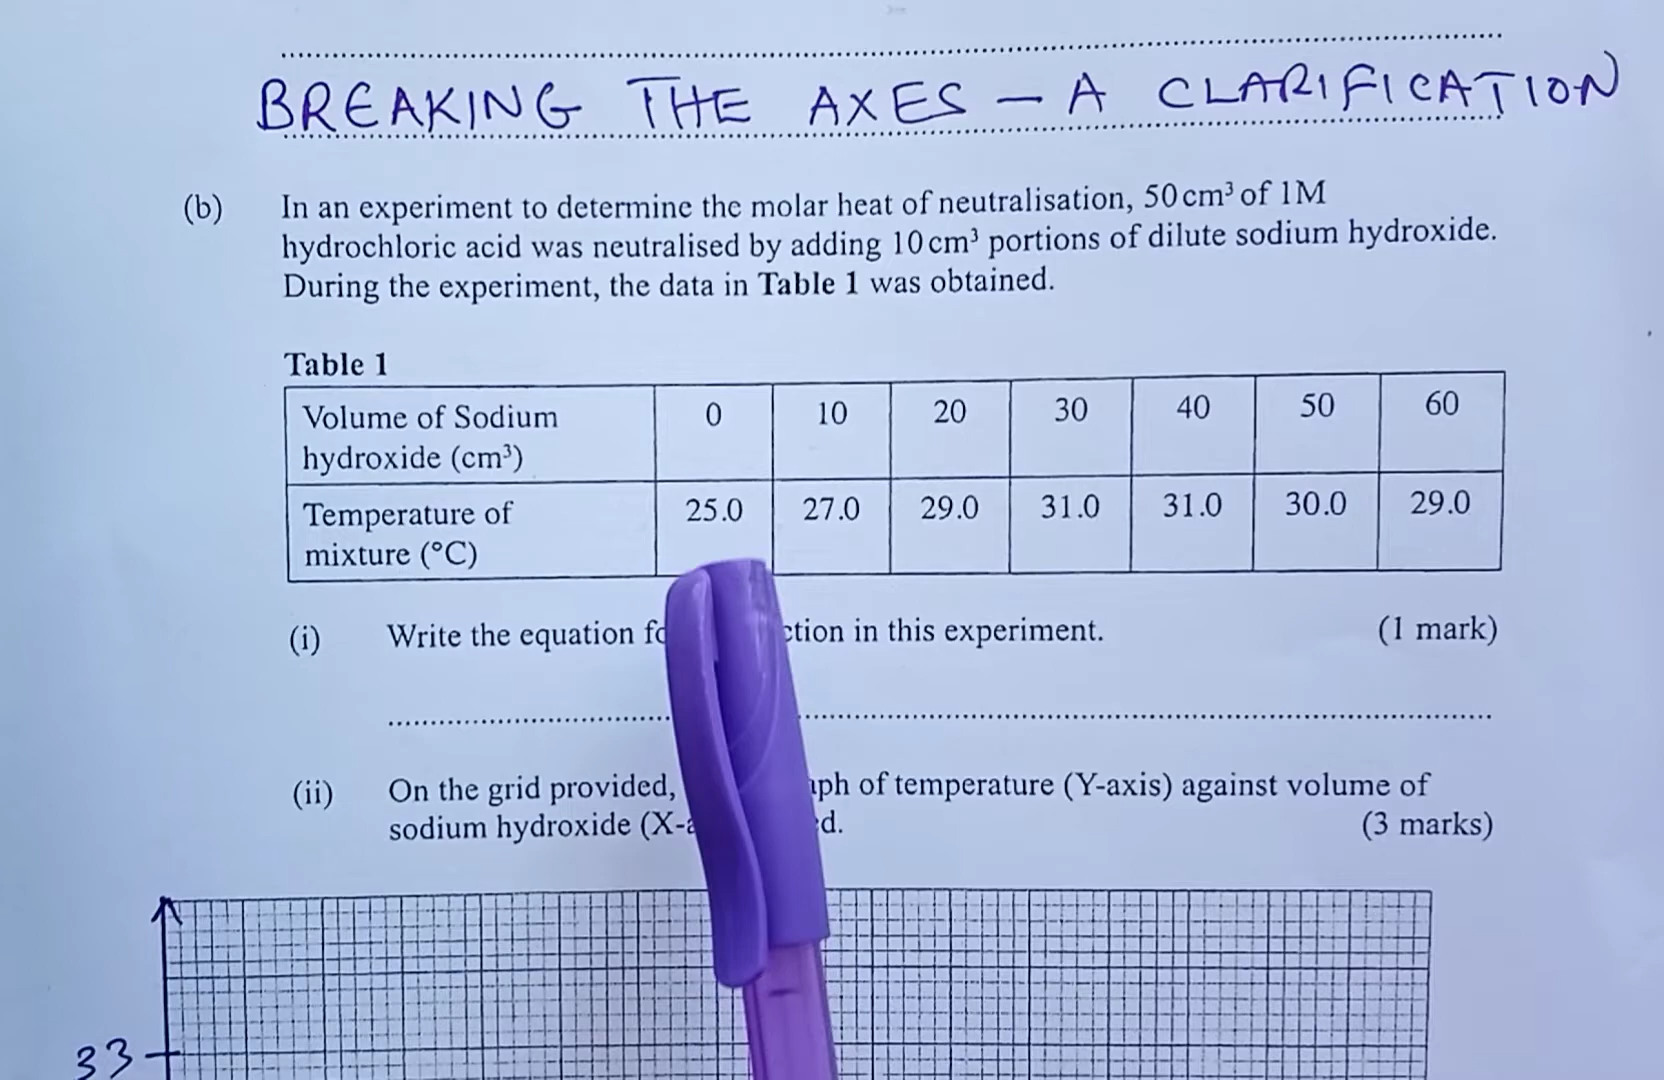 BREAKING THE AXES - A CLARIFICATION
(b) In an experiment to determine the molar heat of neutralisation, 50 cm³ of 1M
hydrochloric acid was neutralised by adding 10 cm³ portions of dilute sodium hydroxide.
During the experiment, the data in Table 1 was obtained.
Table 1
Volume of Sodium 0 10 20 30 40 50 60
hydroxide (cm³)
Temperature of 25.0 27.0 29.0 31.0 31.0 30.0 29.0
mixture (°C)
(i) Write the equation in this experiment. (1 mark)
(ii) On the grid provided, of temperature (Y-axis) against volume of
sodium hydroxide (3 marks)
33